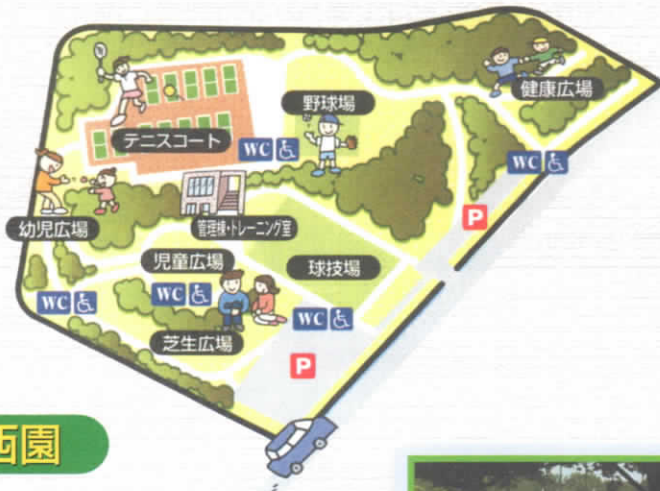 野球場
健康広場
テニスコート
WC
WC
P
幼児広場
管理棟・トレーニング室
児童広場
球技場
WC
WC
WC
芝生広場
P
西園